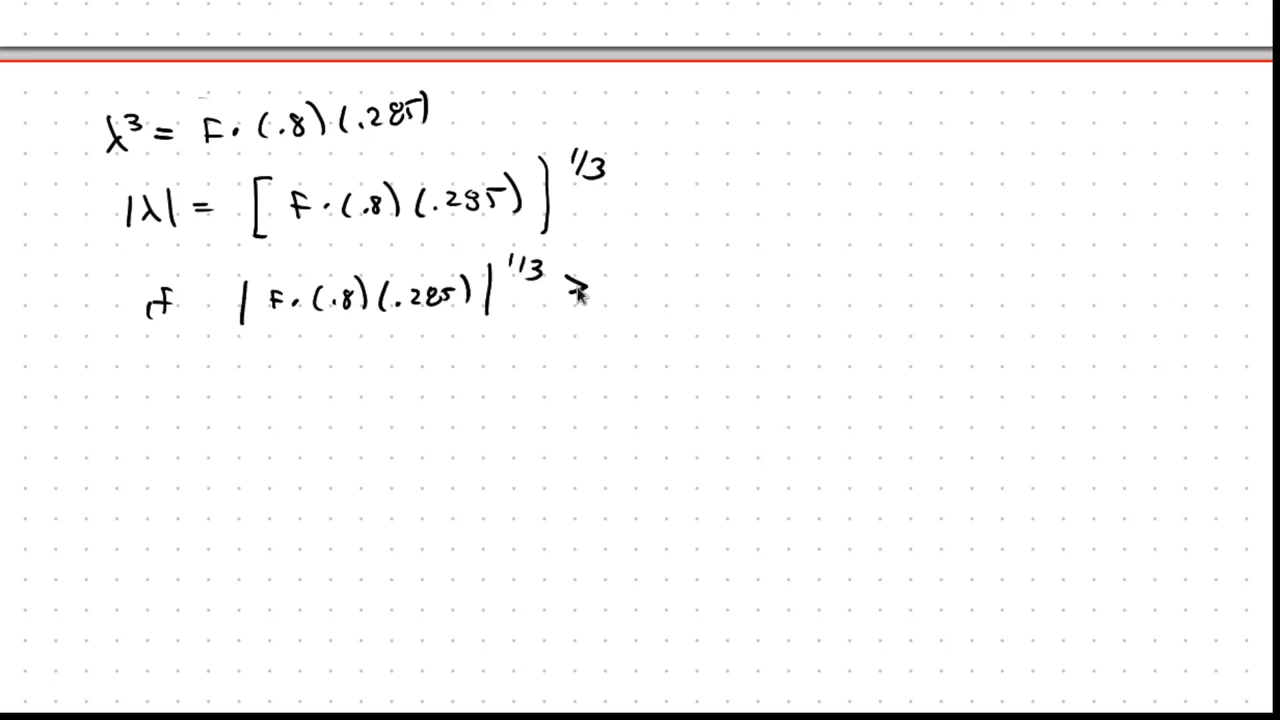 λ³ = F · (.8)(.285)
|λ| = [ F · (.8)(.285) ]^1/3
if | F · (.8)(.285) |^1/3 >